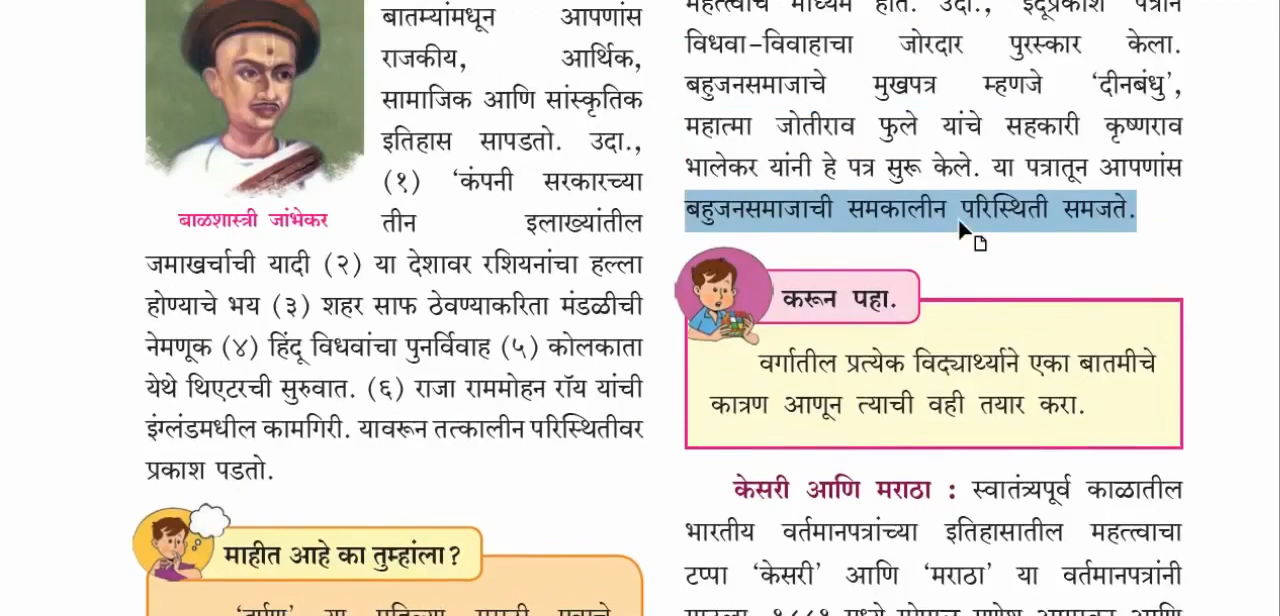 बातम्यांमधून आपणांस
राजकीय, आर्थिक,
सामाजिक आणि सांस्कृतिक
इतिहास सापडतो. उदा.,
(१) ‘कंपनी सरकारच्या
तीन इलाख्यांतील
बाळशास्त्री जांभेकर
जमाखर्चाची यादी (२) या देशावर रशियनांचा हल्ला
होण्याचे भय (३) शहर साफ ठेवण्याकरिता मंडळीची
नेमणूक (४) हिंदू विधवांचा पुनर्विवाह (५) कोलकाता
येथे थिएटरची सुरुवात. (६) राजा राममोहन रॉय यांची
इंग्लंडमधील कामगिरी. यावरून तत्कालीन परिस्थितीवर
प्रकाश पडतो.
माहीत आहे का तुम्हांला?
महत्त्वाचे माध्यम होते. उदा., इंदूप्रकाश पत्राने
विधवा-विवाहाचा जोरदार पुरस्कार केला.
बहुजनसमाजाचे मुखपत्र म्हणजे ‘दीनबंधु’,
महात्मा जोतीराव फुले यांचे सहकारी कृष्णराव
भालेकर यांनी हे पत्र सुरू केले. या पत्रातून आपणांस
बहुजनसमाजाची समकालीन परिस्थिती समजते.
करून पहा.
वर्गातील प्रत्येक विद्यार्थ्याने एका बातमीचे
कात्रण आणून त्याची वही तयार करा.
केसरी आणि मराठा : स्वातंत्र्यपूर्व काळातील
भारतीय वर्तमानपत्रांच्या इतिहासातील महत्त्वाचा
टप्पा ‘केसरी’ आणि ‘मराठा’ या वर्तमानपत्रांनी